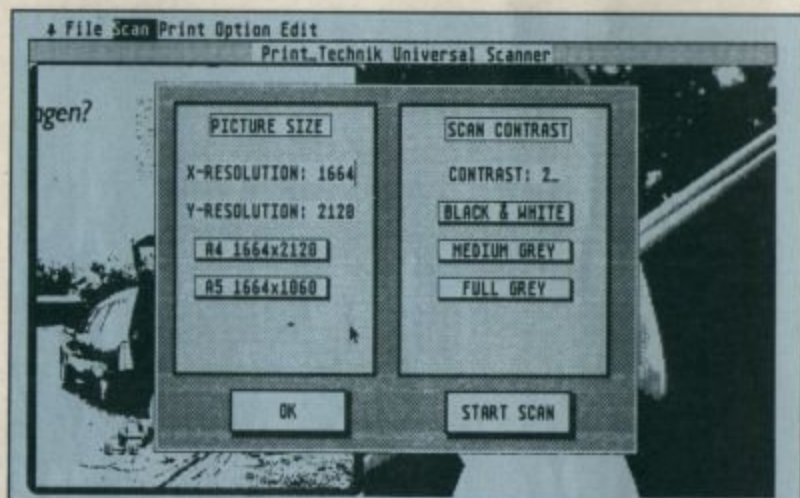 File Scan Print Option Edit
Print_Technik Universal Scanner
ogen?
PICTURE SIZE
X-RESOLUTION: 1664
Y-RESOLUTION: 2120
A4 1664x2120
A5 1664x1060
OK
SCAN CONTRAST
CONTRAST: 2_
BLACK & WHITE
MEDIUM GREY
FULL GREY
START SCAN